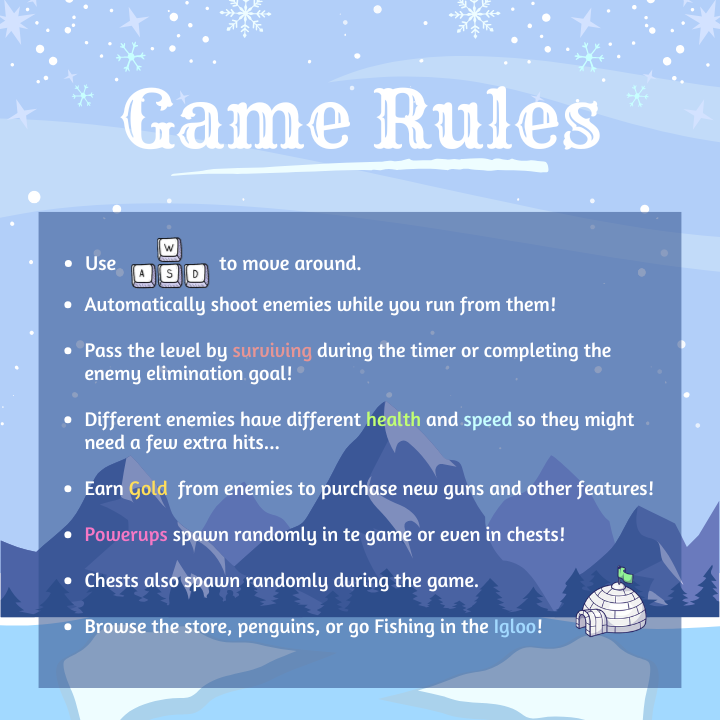 Game Rules
• Use W A S D to move around.
• Automatically shoot enemies while you run from them!
• Pass the level by surviving during the timer or completing the
enemy elimination goal!
• Different enemies have different health and speed so they might
need a few extra hits...
• Earn Gold from enemies to purchase new guns and other features!
• Powerups spawn randomly in te game or even in chests!
• Chests also spawn randomly during the game.
• Browse the store, penguins, or go Fishing in the Igloo!